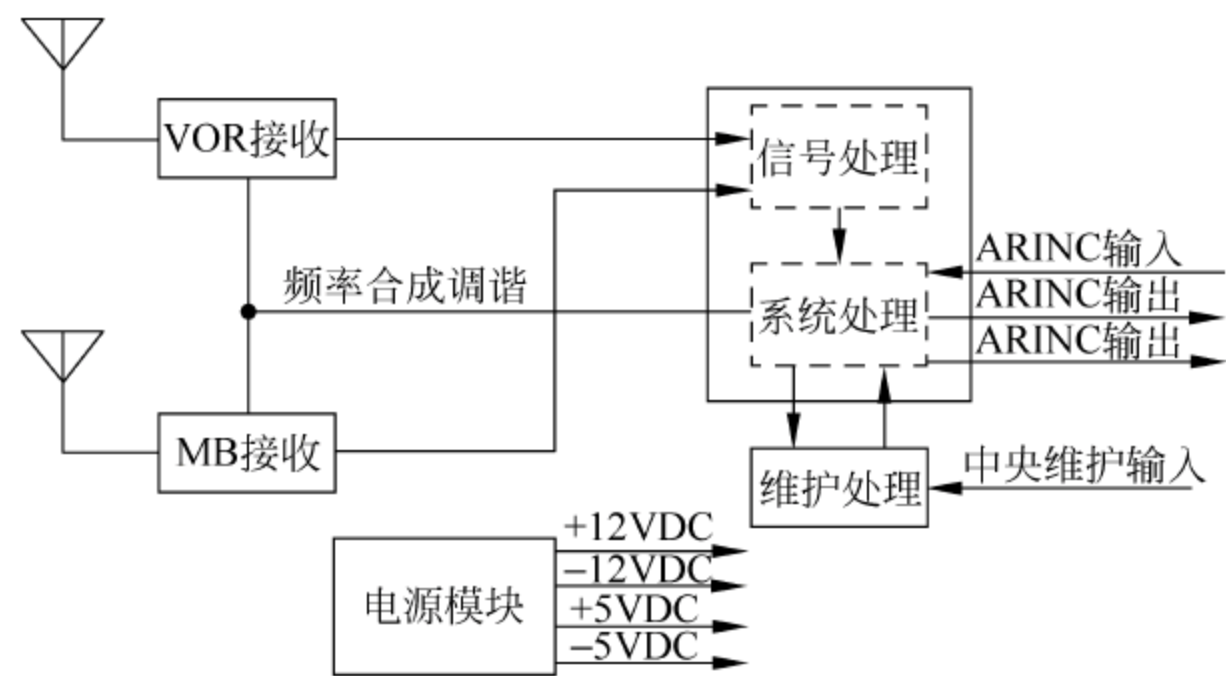 VOR接收
信号处理
ARINC输入
频率合成调谐
ARINC输出
系统处理
ARINC输出
MB接收
中央维护输入
维护处理
+12VDC
−12VDC
电源模块
+5VDC
−5VDC